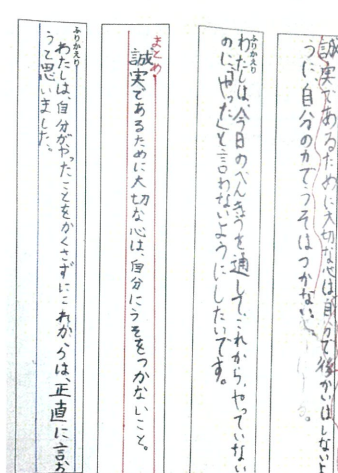 誠実であるために大切な心は、自分で後かいはしないよ
うに自分の力でうそはつかない。
ふりかえり
わたしは、今日のべんきょうを通して、これから、やっていない
のに、「やった」と言わないようにしたいです。
まとめ
誠実であるために大切な心は、自分にうそをつかないこと。
ふりかえり
わたしは、自分がやったことをかくさずにこれからは、正直に言お
うと思いました。